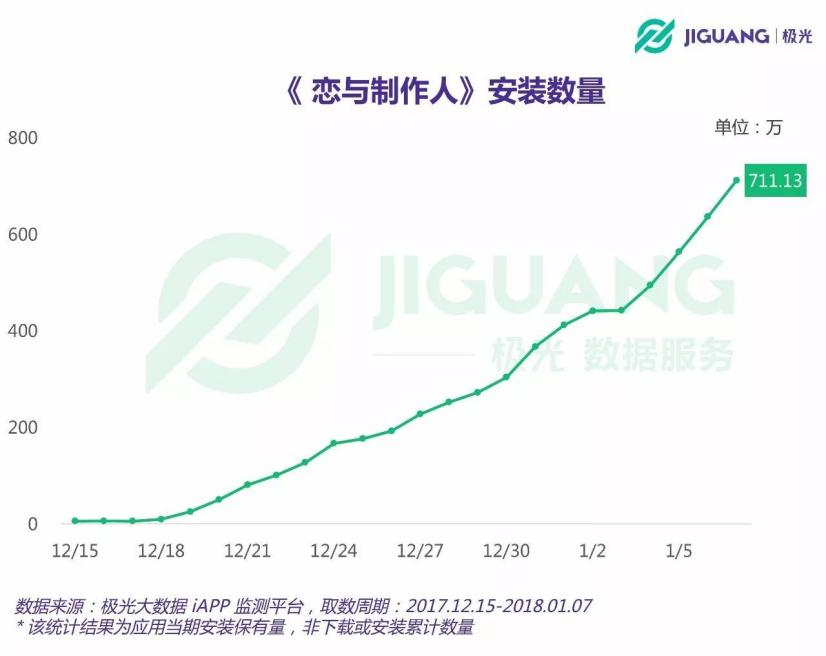 JIGUANG | 极光
《 恋与制作人》安装数量
单位：万
800
711.13
600
JIGUANG
400
极光 数据服务
200
0
12/15 12/18 12/21 12/24 12/27 12/30 1/2 1/5
数据来源：极光大数据 iAPP 监测平台，取数周期：2017.12.15-2018.01.07
* 该统计结果为应用当期安装保有量，非下载或安装累计数量